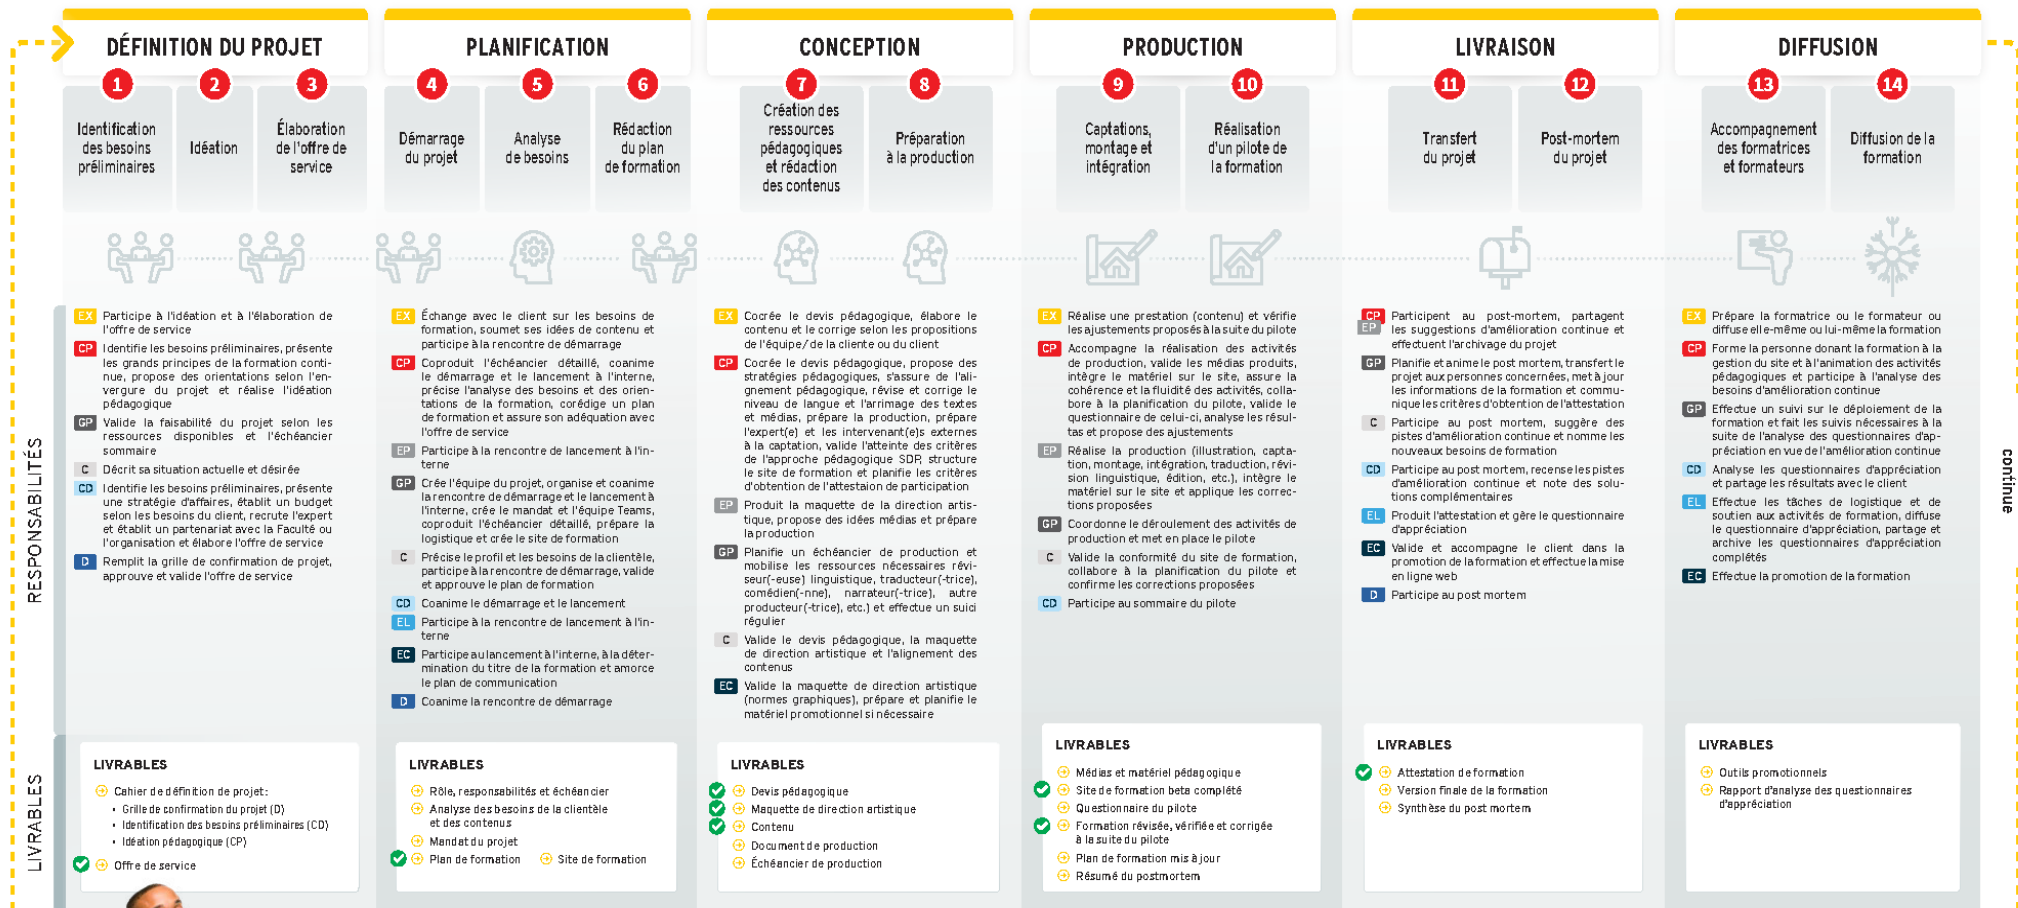 DÉFINITION DU PROJET
1
Identification
des besoins
préliminaires
2
Idéation
3
Élaboration
de l'offre de
service
PLANIFICATION
4
Démarrage
du projet
5
Analyse
de besoins
6
Rédaction
du plan
de formation
CONCEPTION
7
Création des
ressources
pédagogiques
et rédaction
des contenus
8
Préparation
à la production
PRODUCTION
9
Captations,
montage et
intégration
10
Réalisation
d'un pilote de
la formation
LIVRAISON
11
Transfert
du projet
12
Post-mortem
du projet
DIFFUSION
13
Accompagnement
des formatrices
et formateurs
14
Diffusion de la
formation
RESPONSABILITÉS
EX Participe à l'idéation et à l'élaboration de
l'offre de service
CP Identifie les besoins préliminaires, présente
les grands principes de la formation conti-
nue, propose des orientations selon l'en-
vergure du projet et réalise l'idéation
pédagogique
GP Valide la faisabilité du projet selon les
ressources disponibles et l'échéancier
sommaire
C Décrit sa situation actuelle et désirée
CD Identifie les besoins préliminaires, présente
une stratégie d'affaires, établit un budget
selon les besoins du client, recrute l'expert
et établit un partenariat avec la Faculté ou
l'organisation et élabore l'offre de service
D Remplit la grille de confirmation de projet,
approuve et valide l'offre de service
EX Échange avec le client sur les besoins de
formation, soumet ses idées de contenu et
participe à la rencontre de démarrage
CP Coproduit l'échéancier détaillé, coanime
le démarrage et le lancement à l'interne,
précise l'analyse des besoins et des orien-
tations de la formation, corédige un plan
de formation et assure son adéquation avec
l'offre de service
EP Participe à la rencontre de lancement à l'in-
terne
GP Crée l'équipe du projet, organise et coanime
la rencontre de démarrage et le lancement à
l'interne, crée le mandat et l'équipe Teams,
coproduit l'échéancier détaillé, prépare la
logistique et crée le site de formation
C Précise le profil et les besoins de la clientèle,
participe à la rencontre de démarrage, valide
et approuve le plan de formation
CD Coanime le démarrage et le lancement
EL Participe à la rencontre de lancement à l'in-
terne
EC Participe au lancement à l'interne, à la déter-
mination du titre de la formation et amorce
le plan de communication
D Coanime la rencontre de démarrage
EX Cocrée le devis pédagogique, élabore le
contenu et le corrige selon les propositions
de l'équipe/de la cliente ou du client
CP Cocrée le devis pédagogique, propose des
stratégies pédagogiques, s'assure de l'ali-
gnement pédagogique, révise et corrige le
niveau de langue et l'arrimage des textes
et médias, prépare la production, prépare
l'expert(e) et les intervenant(e)s externes
à la captation, valide l'atteinte des critères
de l'approche pédagogique SDP, structure
le site de formation et planifie les critères
d'obtention de l'attestaion de participation
EP Produit la maquette de la direction artis-
tique, propose des idées médias et prépare
la production
GP Planifie un échéancier de production et
mobilise les ressources nécessaires révi-
seur(-euse) linguistique, traducteur(-trice),
comédien(-nne), narrateur(-trice), autre
producteur(-trice), etc.) et effectue un suici
régulier
C Valide le devis pédagogique, la maquette
de direction artistique et l'alignement des
contenus
EC Valide la maquette de direction artistique
(normes graphiques), prépare et planifie le
matériel promotionnel si nécessaire
EX Réalise une prestation (contenu) et vérifie
les ajustements proposés à la suite du pilote
CP Accompagne la réalisation des activités
de production, valide les médias produits,
intègre le matériel sur le site, assure la
cohérence et la fluidité des activités, colla-
bore à la planification du pilote, valide le
questionnaire de celui-ci, analyse les résul-
tas et propose des ajustements
EP Réalise la production (illustration, capta-
tion, montage, intégration, traduction, révi-
sion linguistique, édition, etc.), intègre le
matériel sur le site et applique les correc-
tions proposées
GP Coordonne le déroulement des activités de
production et met en place le pilote
C Valide la conformité du site de formation,
collabore à la planification du pilote et
confirme les corrections proposées
CD Participe au sommaire du pilote
CP
EP
Participent au post-mortem, partagent
les suggestions d'amélioration continue et
effectuent l'archivage du projet
GP Planifie et anime le post mortem, transfert le
projet aux personnes concernées, met à jour
les informations de la formation et commu-
nique les critères d'obtention de l'attestation
C Participe au post mortem, suggère des
pistes d'amélioration continue et nomme les
nouveaux besoins de formation
CD Participe au post mortem, recense les pistes
d'amélioration continue et note des solu-
tions complémentaires
EL Produit l'attestation et gère le questionnaire
d'appréciation
EC Valide et accompagne le client dans la
promotion de la formation et effectue la mise
en ligne web
D Participe au post mortem
EX Prépare la formatrice ou le formateur ou
diffuse elle-même ou lui-même la formation
CP Forme la personne donant la formation à la
gestion du site et à l'animation des activités
pédagogiques et participe à l'analyse des
besoins d'amélioration continue
GP Effectue un suivi sur le déploiement de la
formation et fait les suivis nécessaires à la
suite de l'analyse des questionnaires d'ap-
préciation en vue de l'amélioration continue
CD Analyse les questionnaires d'appréciation
et partage les résultats avec le client
EL Effectue les tâches de logistique et de
soutien aux activités de formation, diffuse
le questionnaire d'appréciation, partage et
archive les questionnaires d'appréciation
complétés
EC Effectue la promotion de la formation
continue
LIVRABLES
LIVRABLES
Cahier de définition de projet:
• Grille de confirmation du projet (D)
• Identification des besoins préliminaires (CD)
• Idéation pédagogique (CP)
Offre de service
LIVRABLES
Rôle, responsabilités et échéancier
Analyse des besoins de la clientèle
et des contenus
Mandat du projet
Plan de formation Site de formation
LIVRABLES
Devis pédagogique
Maquette de direction artistique
Contenu
Document de production
Échéancier de production
LIVRABLES
Médias et matériel pédagogique
Site de formation beta complété
Questionnaire du pilote
Formation révisée, vérifiée et corrigée
à la suite du pilote
Plan de formation mis à jour
Résumé du postmortem
LIVRABLES
Attestation de formation
Version finale de la formation
Synthèse du post mortem
LIVRABLES
Outils promotionnels
Rapport d'analyse des questionnaires
d'appréciation